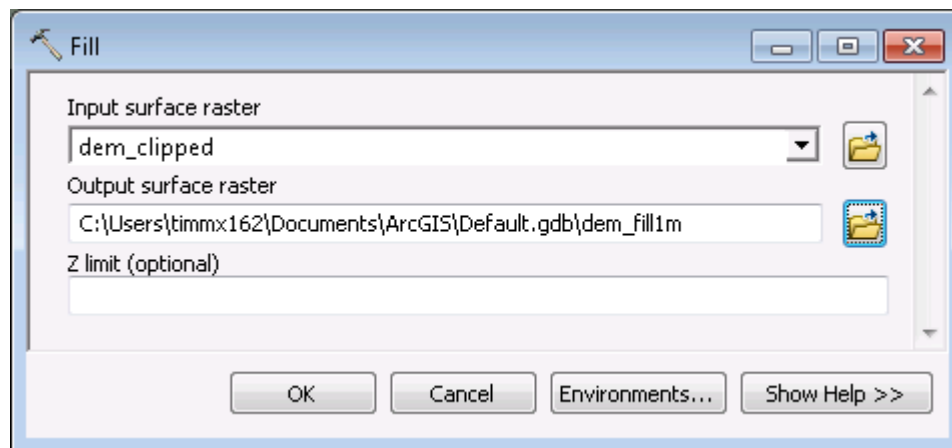 Fill
Input surface raster
dem_clipped
Output surface raster
C:\Users\timmx162\Documents\ArcGIS\Default.gdb\dem_fill1m
Z limit (optional)
OK Cancel Environments... Show Help >>